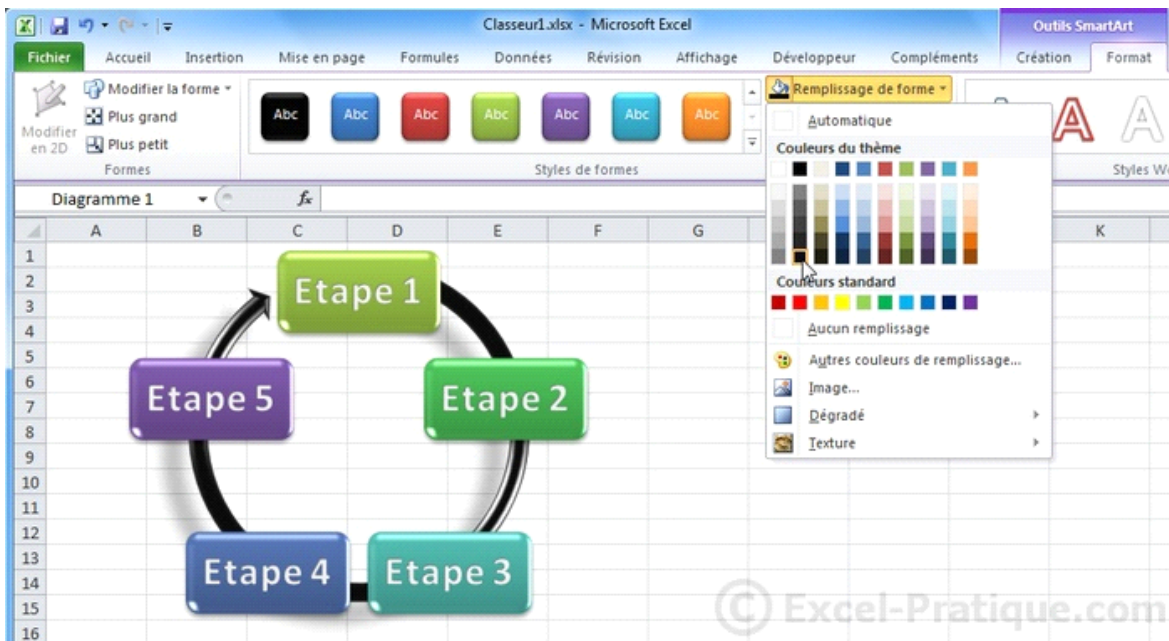 Classeur1.xlsx - Microsoft Excel
Outils SmartArt
Fichier Accueil Insertion Mise en page Formules Données Révision Affichage Développeur Compléments Création Format
Modifier en 2D
Modifier la forme
Plus grand
Plus petit
Formes
Abc Abc Abc Abc Abc Abc Abc
Styles de formes
Remplissage de forme
A A
Styles W
Automatique
Couleurs du thème
Couleurs standard
Aucun remplissage
Autres couleurs de remplissage...
Image...
Dégradé
Texture
Diagramme 1 fx
A B C D E F G K
1
2
3
4
5
6
7
8
9
10
11
12
13
14
15
16
Etape 1
Etape 2
Etape 3
Etape 4
Etape 5
© Excel-Pratique.com